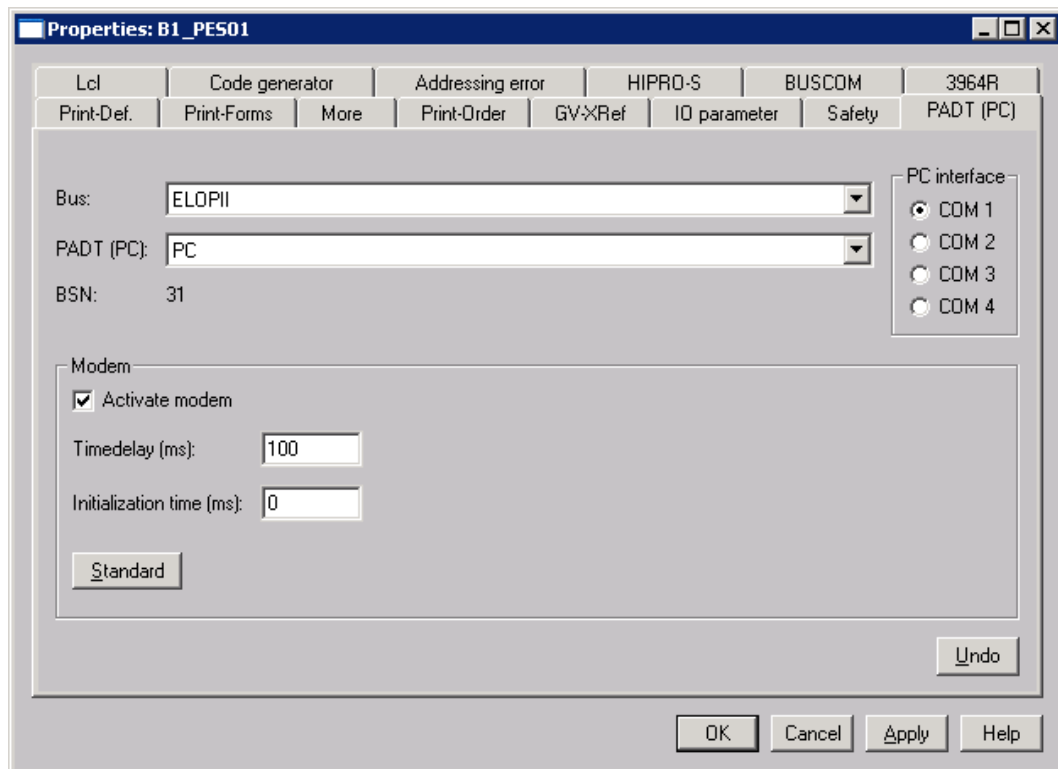 Properties: B1_PES01
Lcl Code generator Addressing error HIPRO-S BUSCOM 3964R
Print-Def. Print-Forms More Print-Order GV-XRef IO parameter Safety PADT (PC)
Bus: ELOPII
PADT (PC): PC
BSN: 31
PC interface
COM 1
COM 2
COM 3
COM 4
Modem
Activate modem
Timedelay (ms): 100
Initialization time (ms): 0
Standard
Undo
OK Cancel Apply Help